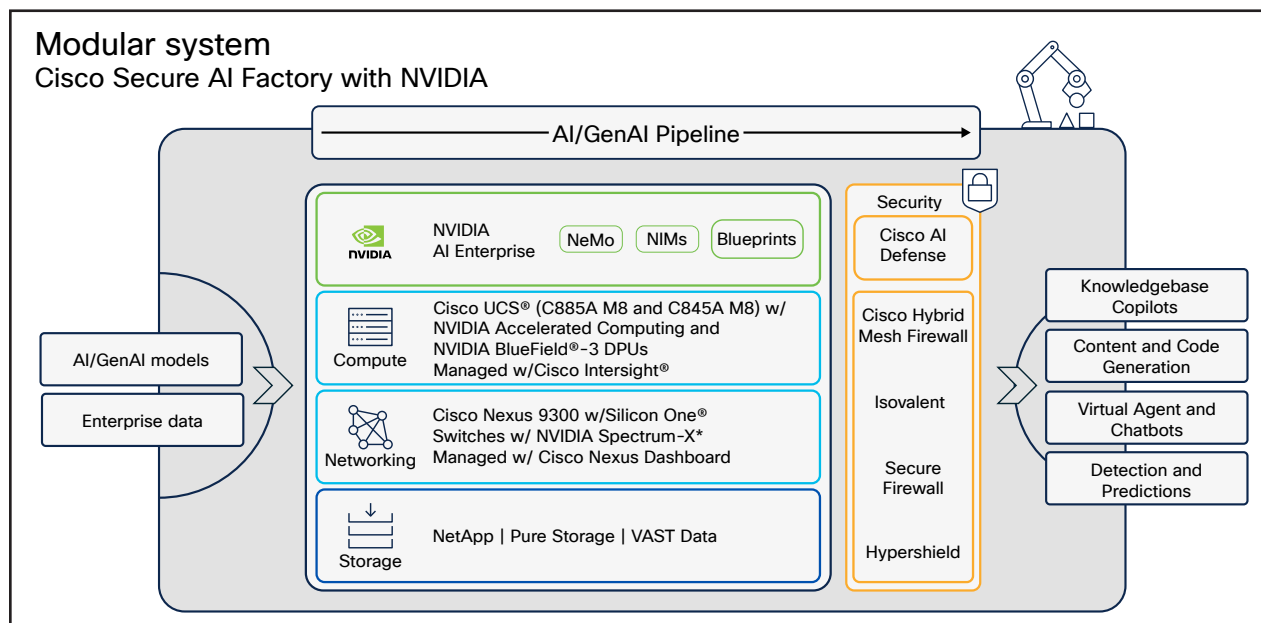 Modular system
Cisco Secure AI Factory with NVIDIA
AI/GenAI Pipeline
AI/GenAI models
Enterprise data
NVIDIA
NVIDIA
AI Enterprise
NeMo
NIMs
Blueprints
Compute
Cisco UCS® (C885A M8 and C845A M8) w/
NVIDIA Accelerated Computing and
NVIDIA BlueField®-3 DPUs
Managed w/Cisco Intersight®
Networking
Cisco Nexus 9300 w/Silicon One®
Switches w/ NVIDIA Spectrum-X*
Managed w/ Cisco Nexus Dashboard
Storage
NetApp | Pure Storage | VAST Data
Security
Cisco AI
Defense
Cisco Hybrid
Mesh Firewall
Isovalent
Secure
Firewall
Hypershield
Knowledgebase
Copilots
Content and Code
Generation
Virtual Agent and
Chatbots
Detection and
Predictions